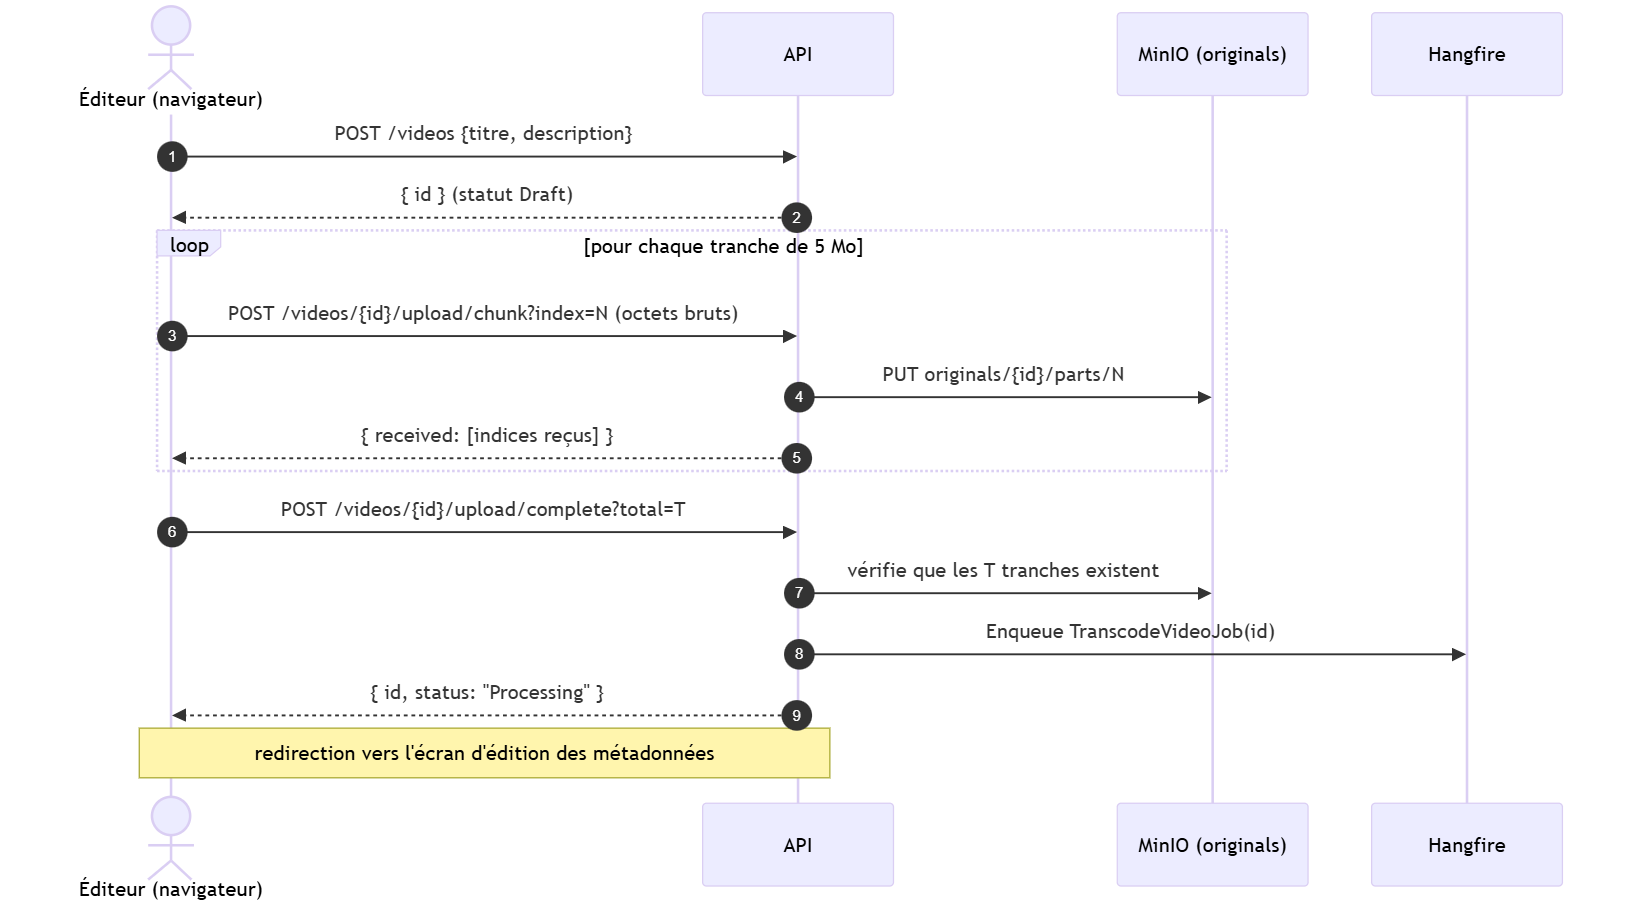 Éditeur (navigateur)
API
MinIO (originals)
Hangfire
POST /videos {titre, description}
1
{ id } (statut Draft)
2
loop
[pour chaque tranche de 5 Mo]
POST /videos/{id}/upload/chunk?index=N (octets bruts)
3
PUT originals/{id}/parts/N
4
{ received: [indices reçus] }
5
POST /videos/{id}/upload/complete?total=T
6
vérifie que les T tranches existent
7
Enqueue TranscodeVideoJob(id)
8
{ id, status: "Processing" }
9
redirection vers l'écran d'édition des métadonnées
Éditeur (navigateur)
API
MinIO (originals)
Hangfire